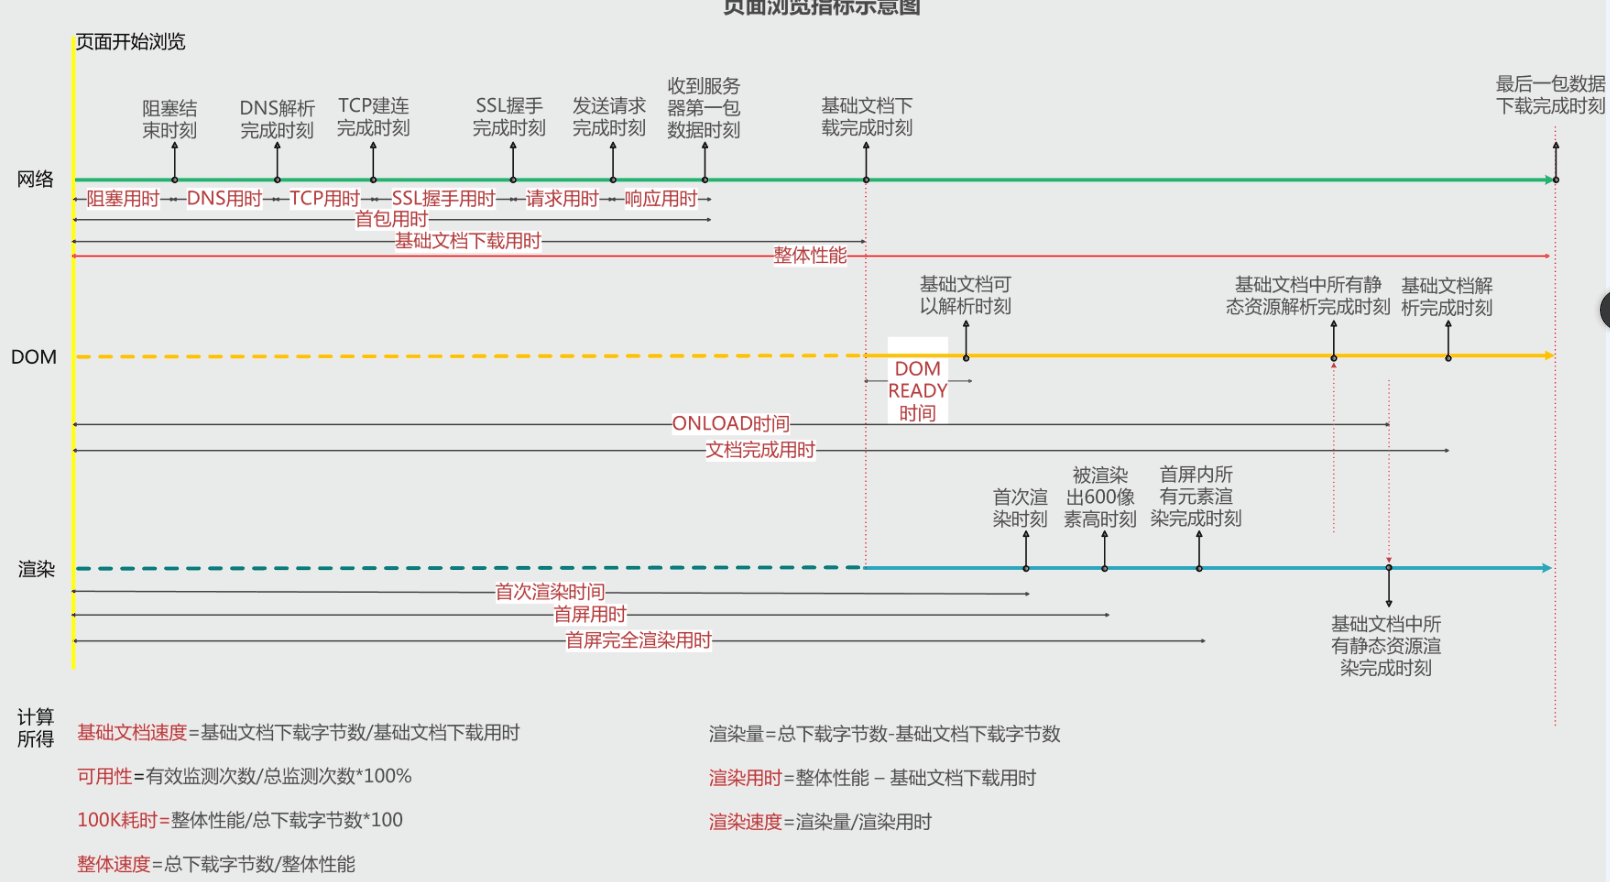 页面浏览指标示意图
页面开始浏览
阻塞结
束时刻
DNS解析
完成时刻
TCP建连
完成时刻
SSL握手
完成时刻
发送请求
完成时刻
收到服务
器第一包
数据时刻
基础文档下
载完成时刻
最后一包数据
下载完成时刻
网络
阻塞用时
DNS用时
TCP用时
SSL握手用时
请求用时
响应用时
首包用时
基础文档下载用时
整体性能
基础文档可
以解析时刻
基础文档中所有静
态资源解析完成时刻
基础文档解
析完成时刻
DOM
DOM
READY
时间
ONLOAD时间
文档完成用时
首次渲
染时刻
被渲染
出600像
素高时刻
首屏内所
有元素渲
染完成时刻
渲染
首次渲染时间
首屏用时
首屏完全渲染用时
基础文档中所
有静态资源渲
染完成时刻
计算
所得
基础文档速度=基础文档下载字节数/基础文档下载用时
可用性=有效监测次数/总监测次数*100%
100K耗时=整体性能/总下载字节数*100
整体速度=总下载字节数/整体性能
渲染量=总下载字节数-基础文档下载字节数
渲染用时=整体性能 – 基础文档下载用时
渲染速度=渲染量/渲染用时